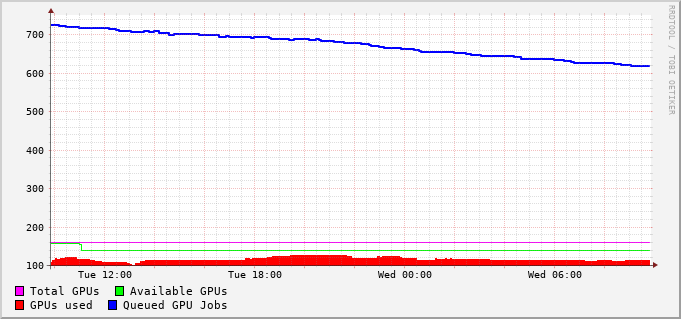 RRDTOOL / TOBI OETIKER
700
600
500
400
300
200
100
Tue 12:00 Tue 18:00 Wed 00:00 Wed 06:00
Total GPUs Available GPUs
GPUs used Queued GPU Jobs